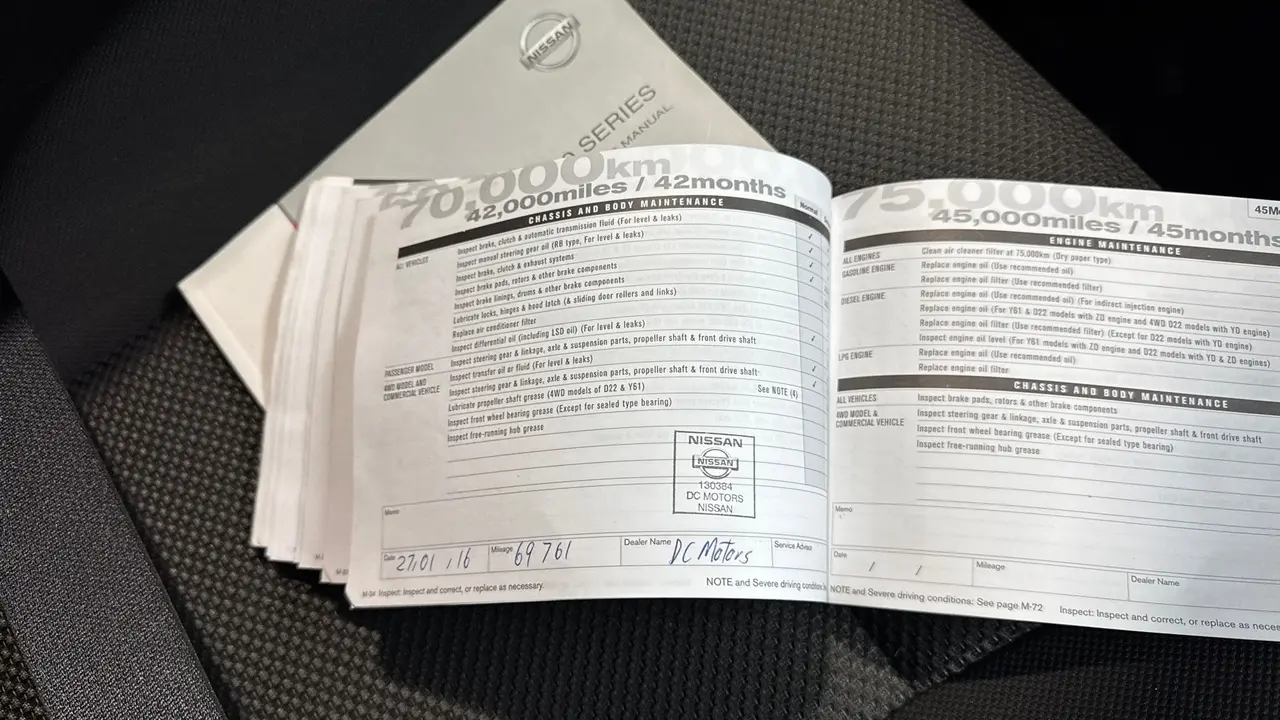 NISSAN
SERIES
MANUAL
70,000km
42,000miles / 42months
Normal
CHASSIS AND BODY MAINTENANCE
ALL VEHICLES
Inspect brake, clutch & automatic transmission fluid (For level & leaks)
Inspect manual steering gear oil (RB type, For level & leaks)
Inspect brake, clutch & exhaust systems
Inspect brake pads, rotors & other brake components
Inspect brake linings, drums & other brake components
Lubricate locks, hinges & hood latch (& sliding door rollers and links)
Replace air conditioner filter
Inspect differential oil (including LSD oil) (For level & leaks)
PASSENGER MODEL
Inspect steering gear & linkage, axle & suspension parts, propeller shaft & front drive shaft
4WD MODEL AND
COMMERCIAL VEHICLE
Inspect transfer oil or fluid (For level & leaks)
Inspect steering gear & linkage, axle & suspension parts, propeller shaft & front drive shaft
Lubricate propeller shaft grease (4WD models of D22 & Y61) See NOTE (4)
Inspect front wheel bearing grease (Except for sealed type bearing)
Inspect free-running hub grease
NISSAN
NISSAN
130384
DC MOTORS
NISSAN
Memo
Date 27,01,16 Mileage 69 761 Dealer Name DC Motors Service Adviso
M-94 Inspect: Inspect and correct, or replace as necessary.
NOTE and Severe driving conditions
75,000km
45,000miles / 45months
45M
ENGINE MAINTENANCE
ALL ENGINES Clean air cleaner filter at 75,000km (Dry paper type)
GASOLINE ENGINE Replace engine oil (Use recommended oil)
Replace engine oil filter (Use recommended filter)
DIESEL ENGINE Replace engine oil (Use recommended oil) (For indirect injection engine)
Replace engine oil (For Y61 & D22 models with ZD engine and 4WD D22 models with YD engine)
Replace engine oil filter (Use recommended filter) (Except for D22 models with YD engine)
Inspect engine oil level (For Y61 models with ZD engine and D22 models with YD & ZD engines)
LPG ENGINE Replace engine oil (Use recommended oil)
Replace engine oil filter
CHASSIS AND BODY MAINTENANCE
ALL VEHICLES Inspect brake pads, rotors & other brake components
4WD MODEL &
COMMERCIAL VEHICLE
Inspect steering gear & linkage, axle & suspension parts, propeller shaft & front drive shaft
Inspect front wheel bearing grease (Except for sealed type bearing)
Inspect free-running hub grease
Memo
Date / / Mileage Dealer Name
NOTE and Severe driving conditions: See page M-72 Inspect: Inspect and correct, or replace as neces